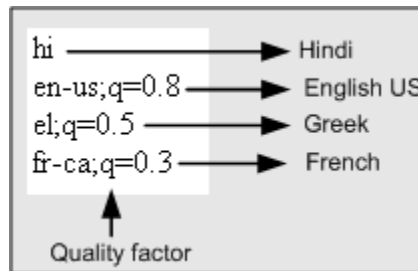 hi Hindi
en-us;q=0.8 English US
el;q=0.5 Greek
fr-ca;q=0.3 French
Quality factor